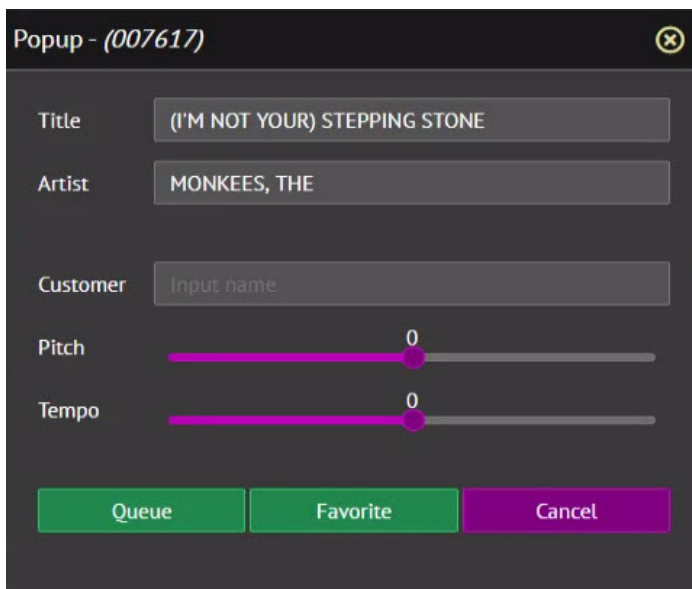 Popup - (007617)
Title (I'M NOT YOUR) STEPPING STONE
Artist MONKEES, THE
Customer Input name
Pitch 0
Tempo 0
Queue Favorite Cancel